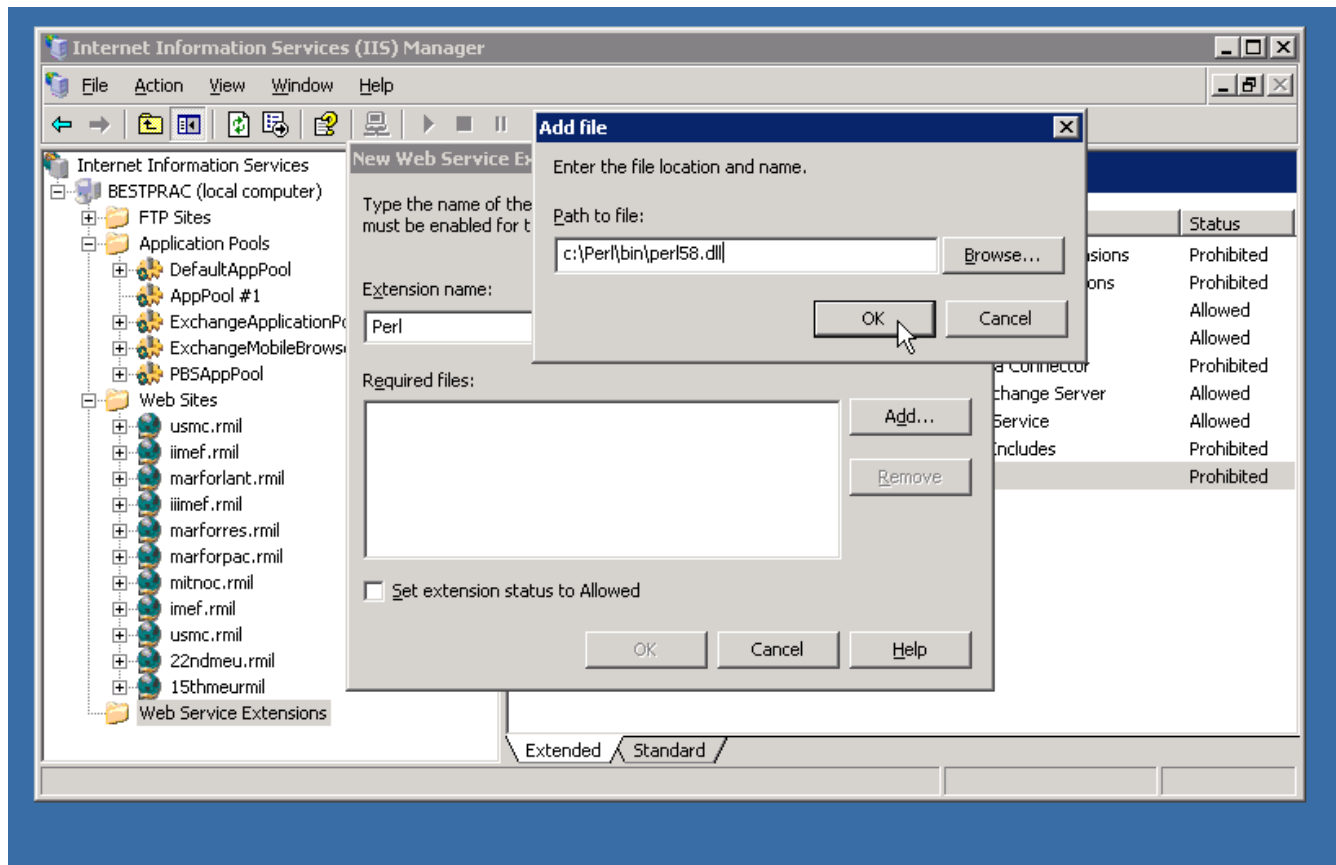 Internet Information Services (IIS) Manager
File Action View Window Help
Internet Information Services
BESTPRAC (local computer)
FTP Sites
Application Pools
DefaultAppPool
AppPool #1
ExchangeApplicationPo
ExchangeMobileBrows
PBSAppPool
Web Sites
usmc.rmil
iimef.rmil
marforlant.rmil
iiimef.rmil
marforres.rmil
marforpac.rmil
mitnoc.rmil
imef.rmil
usmc.rmil
22ndmeu.rmil
15thmeurmil
Web Service Extensions
New Web Service Ex
Type the name of the
must be enabled for t
Extension name:
Perl
Required files:
Add...
Remove
Set extension status to Allowed
OK Cancel Help
Add file
Enter the file location and name.
Path to file:
c:\Perl\bin\perl58.dll
Browse...
OK Cancel
Status
nsions Prohibited
ons Prohibited
Allowed
Allowed
a Connector Prohibited
change Server Allowed
Service Allowed
Includes Prohibited
Prohibited
Extended Standard